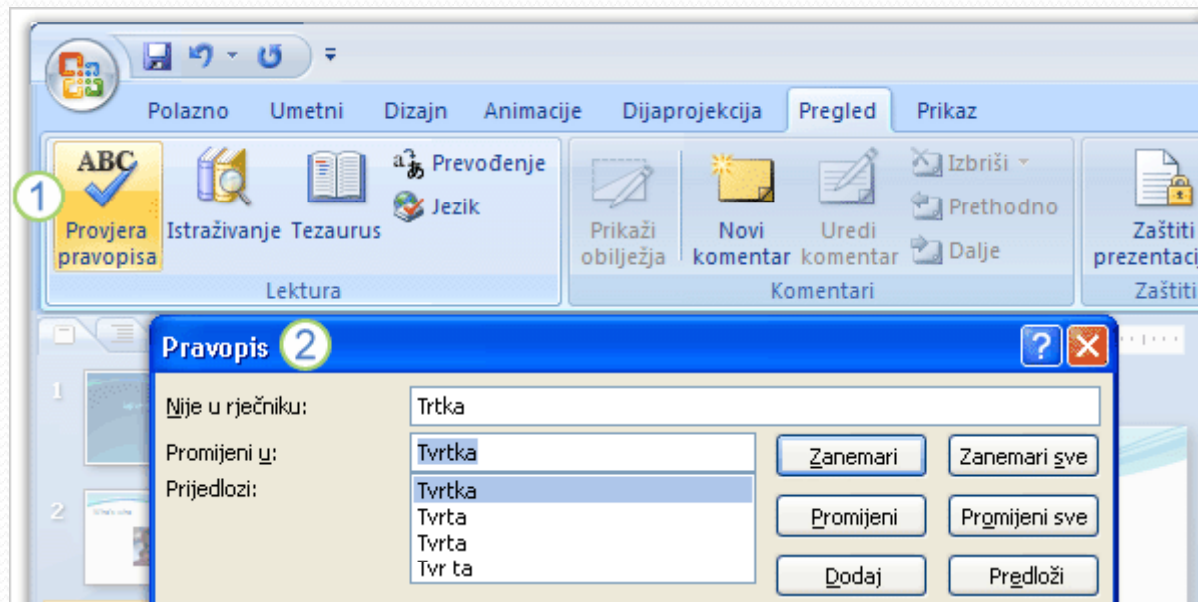 Polazno Umetni Dizajn Animacije Dijaprojekcija Pregled Prikaz
ABC
1
Provjera pravopisa
Istraživanje
Tezaurus
Prevođenje
Jezik
Prikaži obilježja
Novi komentar
Uredi komentar
Izbriši
Prethodno
Dalje
Zaštiti
Lektura
Komentari
Zaštiti
Pravopis 2
?
Nije u rječniku: Trtka
Promijeni u: Tvrtka
Prijedlozi:
Tvrtka
Tvrta
Tvrta
Tvr ta
Zanemari Zanemari sve
Promijeni Promijeni sve
Dodaj Predloži
1
2